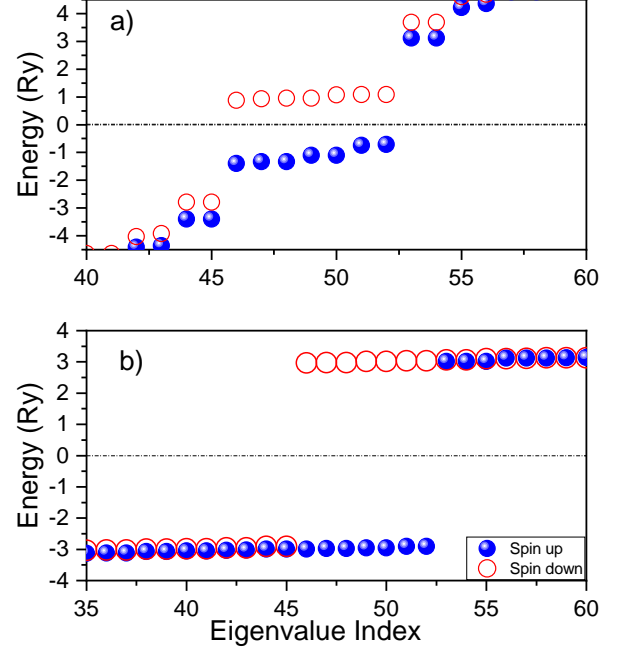 a)
Energy (Ry)
4
3
2
1
0
-1
-2
-3
-4
40 45 50 55 60
b)
Energy (Ry)
4
3
2
1
0
-1
-2
-3
-4
Spin up
Spin down
35 40 45 50 55 60
Eigenvalue Index